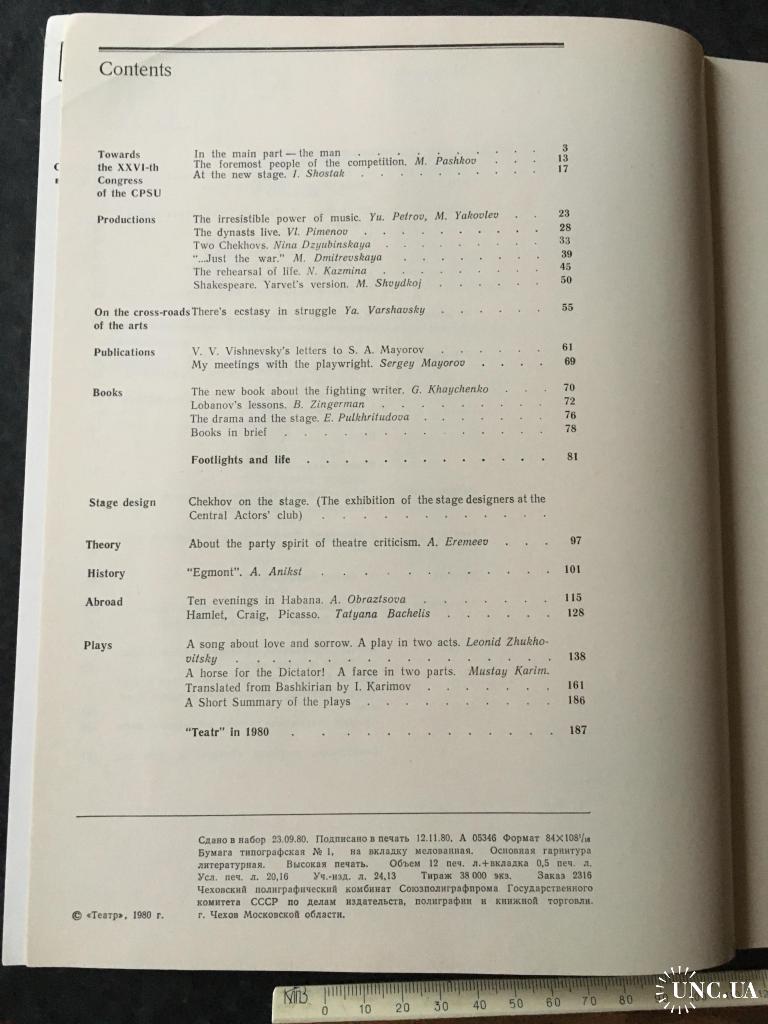 Contents
Towards the XXVI-th Congress of the CPSU
In the main part — the man . . . . . . . . . . 3
The foremost people of the competition. M. Pashkov . . . 13
At the new stage. I. Shostak . . . . . . . . . . 17
Productions
The irresistible power of music. Yu. Petrov, M. Yakovlev . . 23
The dynasts live. Vl. Pimenov . . . . . . . . . . 28
Two Chekhovs. Nina Dzyubinskaya . . . . . . . . . 33
“...Just the war.” M. Dmitrevskaya . . . . . . . . 39
The rehearsal of life. N. Kazmina . . . . . . . . . 45
Shakespeare. Yarvet's version. M. Shvydkoj . . . . . . 50
On the cross-roads of the arts
There's ecstasy in struggle Ya. Varshavsky . . . . . . 55
Publications
V. V. Vishnevsky's letters to S. A. Mayorov . . . . . . 61
My meetings with the playwright. Sergey Mayorov . . . . 69
Books
The new book about the fighting writer. G. Khaychenko . . . 70
Lobanov's lessons. B. Zingerman . . . . . . . . . 72
The drama and the stage. E. Pulkhritudova . . . . . . . 76
Books in brief . . . . . . . . . . . . . 78
Footlights and life . . . . . . . . . . . . 81
Stage design
Chekhov on the stage. (The exhibition of the stage designers at the
Central Actors' club) . . . . . . . . . . . .
Theory
About the party spirit of theatre criticism. A. Eremeev . . . 97
History
“Egmont”. A. Anikst . . . . . . . . . . . . 101
Abroad
Ten evenings in Habana. A. Obraztsova . . . . . . . 115
Hamlet, Craig, Picasso. Tatyana Bachelis . . . . . . 128
Plays
A song about love and sorrow. A play in two acts. Leonid Zhukho-
vitsky . . . . . . . . . . . . . . . . . 138
A horse for the Dictator! A farce in two parts. Mustay Karim.
Translated from Bashkirian by I. Karimov . . . . . . . 161
A Short Summary of the plays . . . . . . . . . . 186
“Teatr” in 1980 . . . . . . . . . . . . . 187
Сдано в набор 23.09.80. Подписано в печать 12.11.80. А 05346 Формат 84×108¹/₁₆
Бумага типографская № 1, на вкладку мелованная. Основная гарнитура
литературная. Высокая печать. Объем 12 печ. л.+вкладка 0,5 печ. л.
Усл. печ. л. 20,16 Уч.-изд. л. 24,13 Тираж 38 000 экз. Заказ 2316
Чеховский полиграфический комбинат Союзполиграфпрома Государственного
комитета СССР по делам издательств, полиграфии и книжной торговли.
г. Чехов Московской области.
© «Театр», 1980 г.
0 10 20 30 40 50 60 70 80
UNC.UA